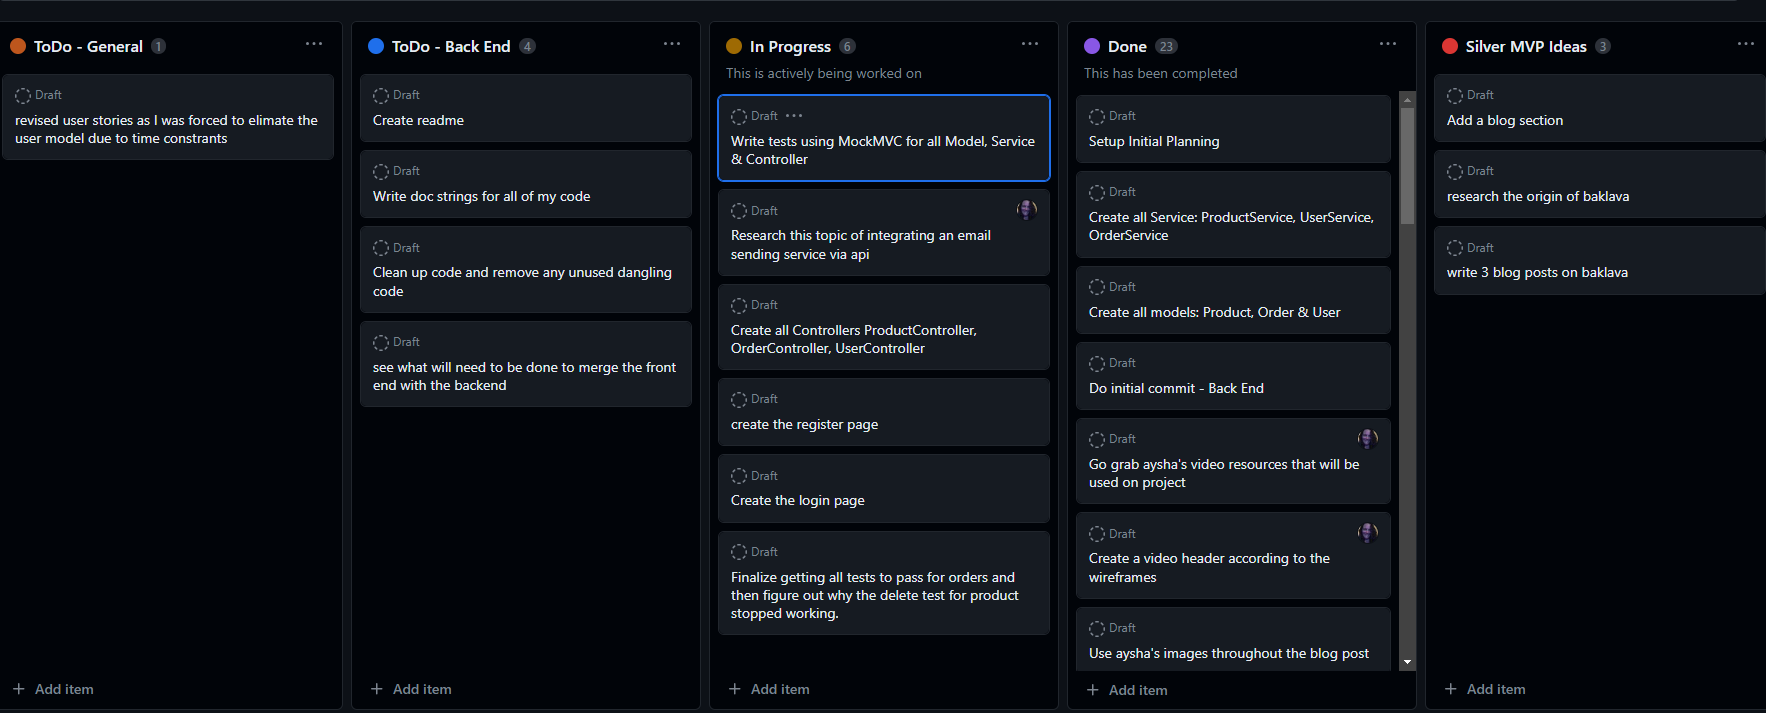 ToDo - General 1 ...
Draft
revised user stories as I was forced to elimate the
user model due to time constrants
+ Add item
ToDo - Back End 4 ...
Draft
Create readme
Draft
Write doc strings for all of my code
Draft
Clean up code and remove any unused dangling
code
Draft
see what will need to be done to merge the front
end with the backend
+ Add item
In Progress 6 ...
This is actively being worked on
Draft ...
Write tests using MockMVC for all Model, Service
& Controller
Draft
Research this topic of integrating an email
sending service via api
Draft
Create all Controllers ProductController,
OrderController, UserController
Draft
create the register page
Draft
Create the login page
Draft
Finalize getting all tests to pass for orders and
then figure out why the delete test for product
stopped working.
+ Add item
Done 23 ...
This has been completed
Draft
Setup Initial Planning
Draft
Create all Service: ProductService, UserService,
OrderService
Draft
Create all models: Product, Order & User
Draft
Do initial commit - Back End
Draft
Go grab aysha's video resources that will be
used on project
Draft
Create a video header according to the
wireframes
Draft
Use aysha's images throughout the blog post
+ Add item
Silver MVP Ideas 3 ...
Draft
Add a blog section
Draft
research the origin of baklava
Draft
write 3 blog posts on baklava
+ Add item